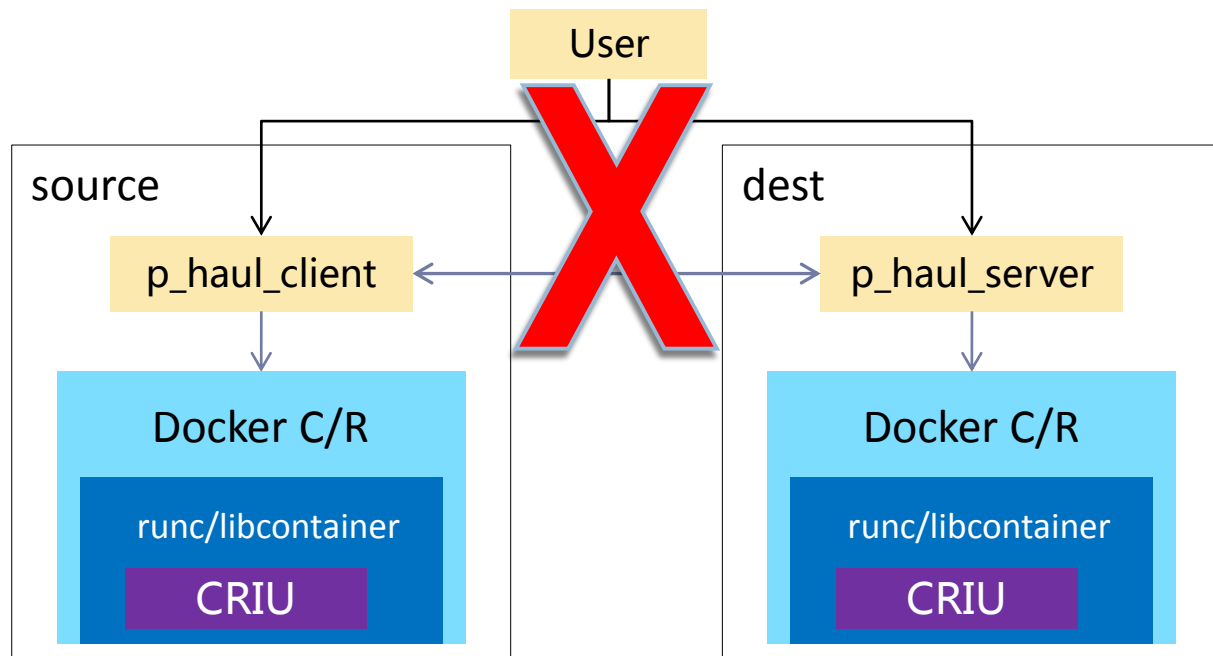 User
source
dest
p_haul_client
p_haul_server
Docker C/R
Docker C/R
runc/libcontainer
runc/libcontainer
CRIU
CRIU